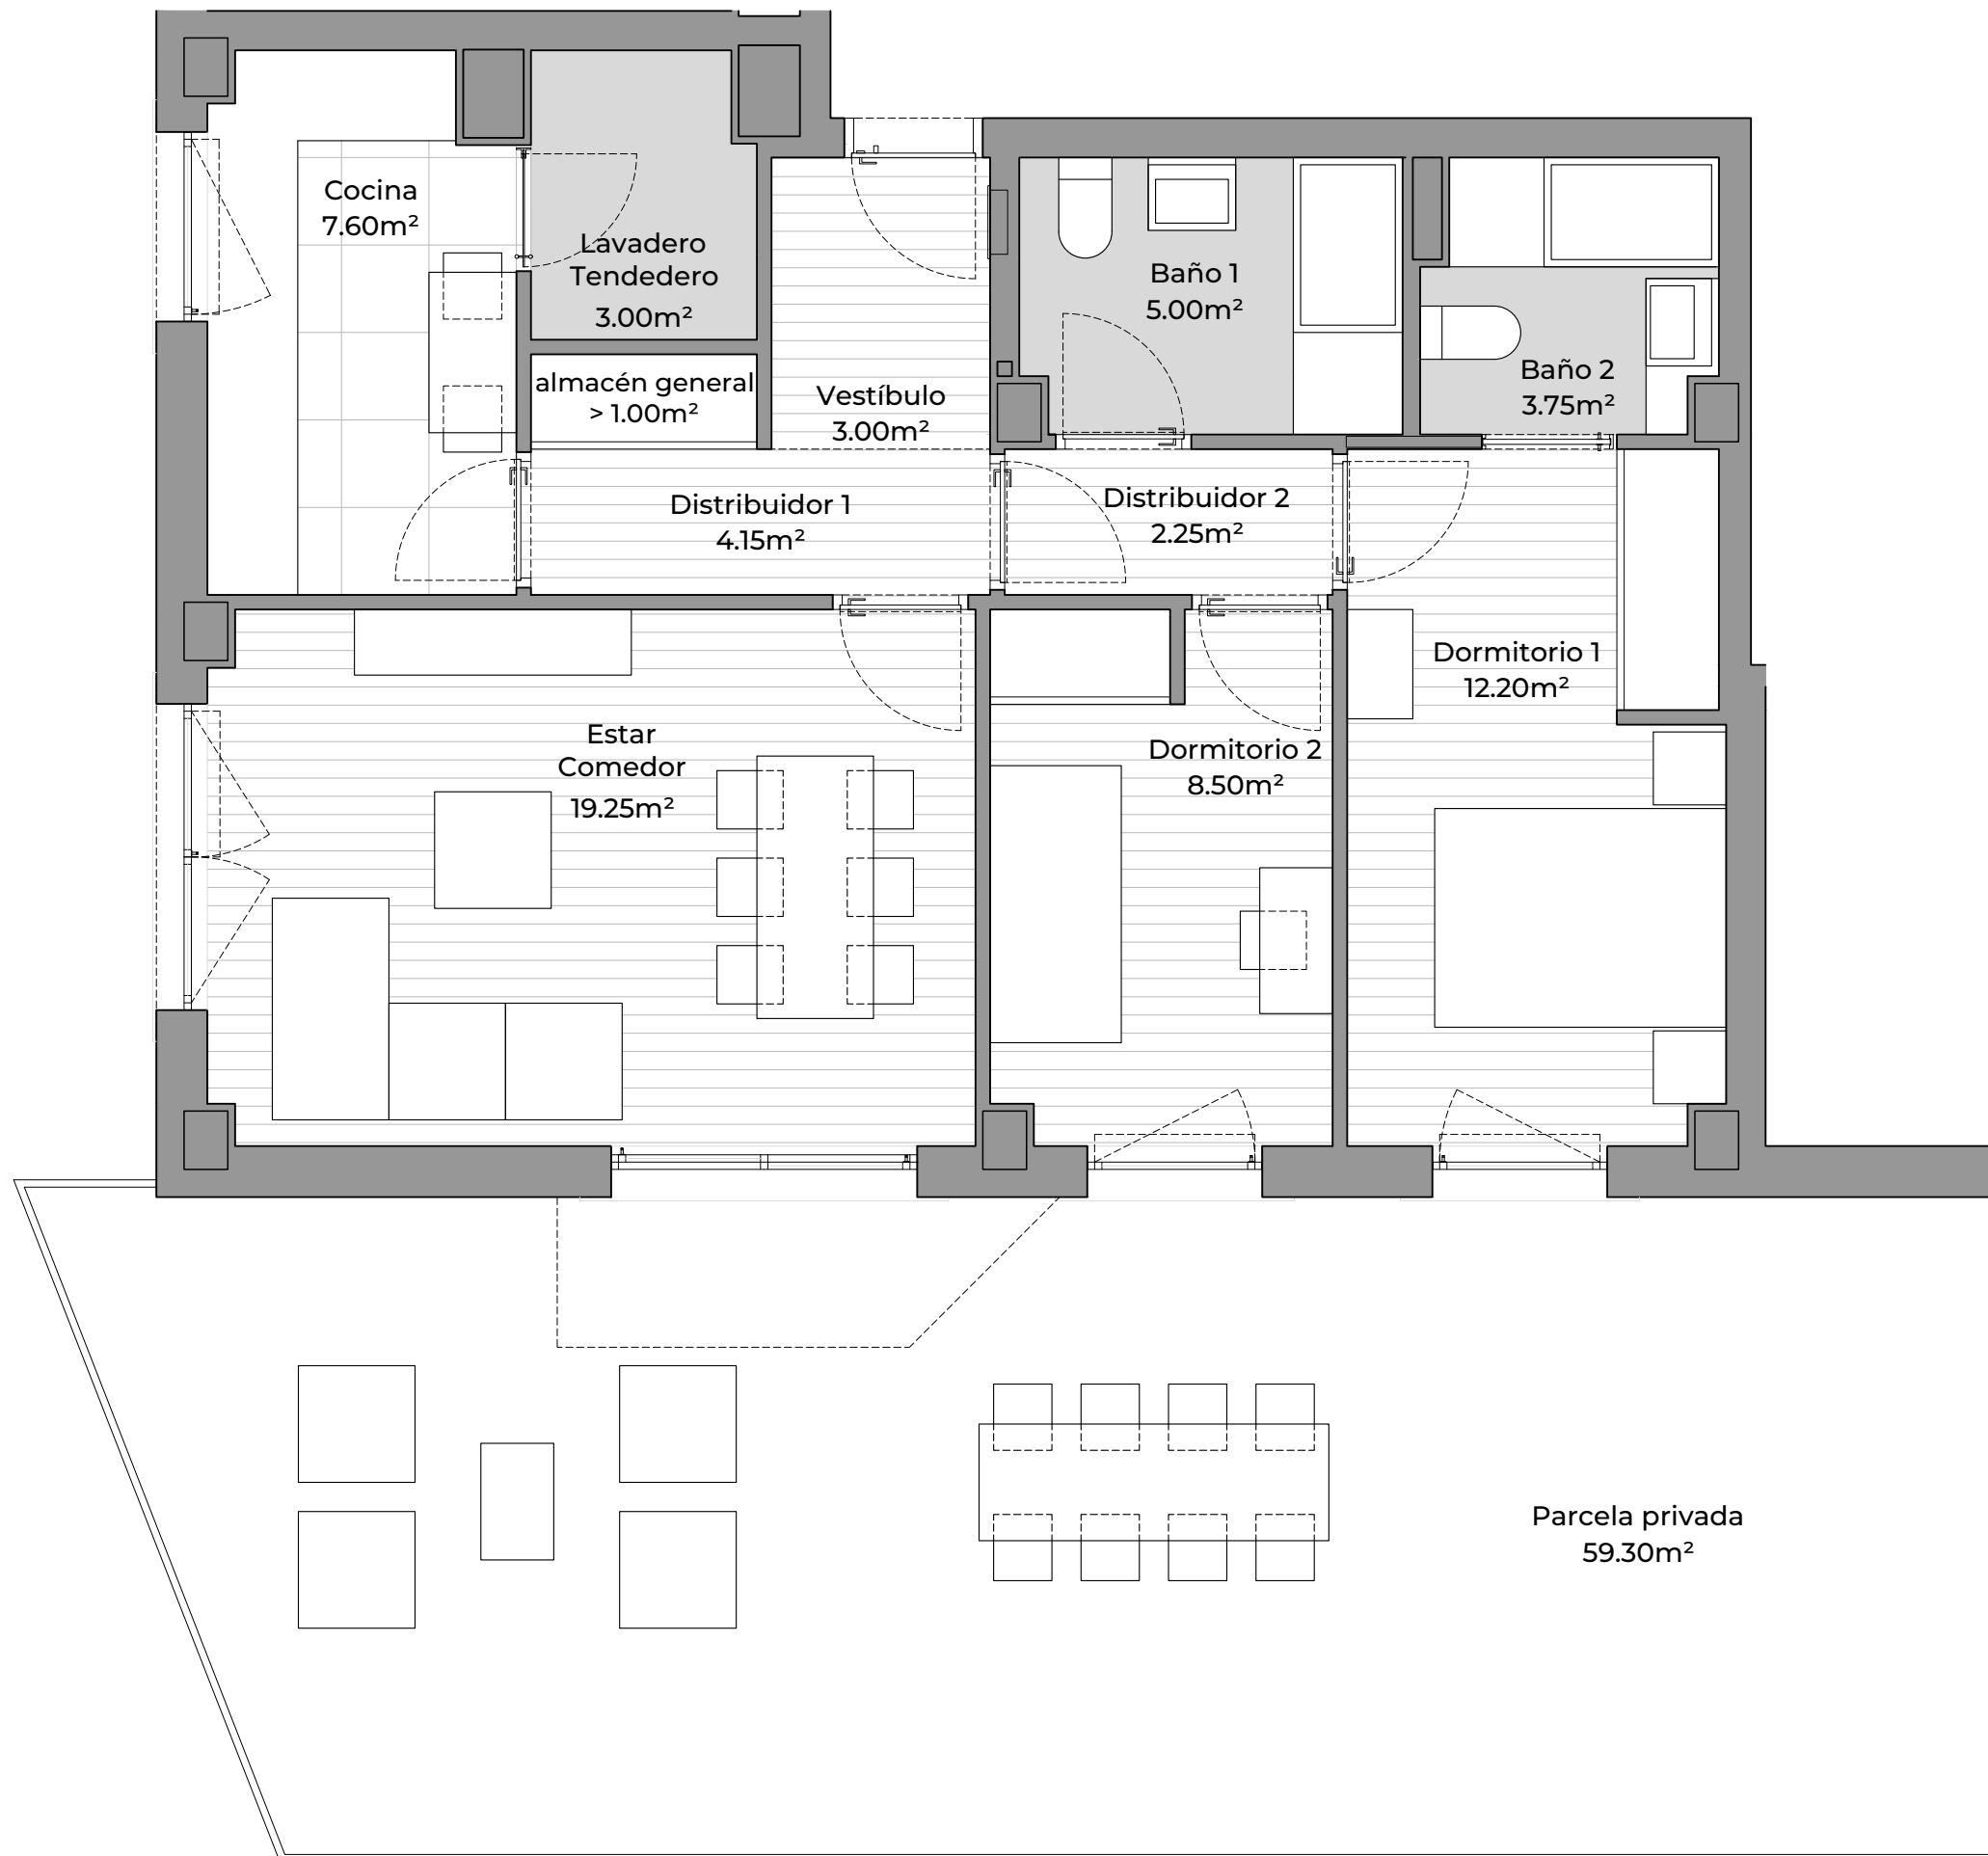 Cocina
7.60m²
Lavadero
Tendedero
3.00m²
almacén general
> 1.00m²
Vestíbulo
3.00m²
Baño 1
5.00m²
Baño 2
3.75m²
Distribuidor 1
4.15m²
Distribuidor 2
2.25m²
Dormitorio 1
12.20m²
Estar
Comedor
19.25m²
Dormitorio 2
8.50m²
Parcela privada
59.30m²